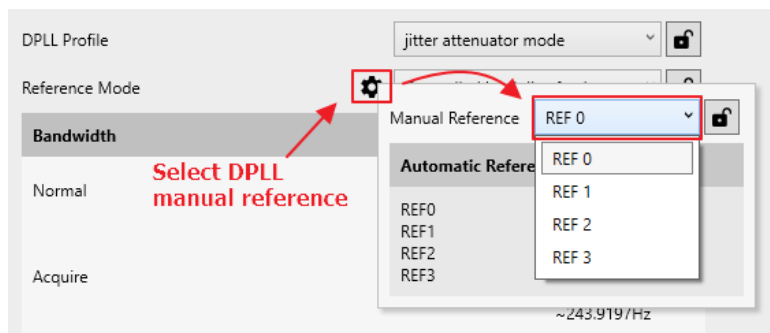 DPLL Profile
jitter attenuator mode
Reference Mode
Manual Reference
REF 0
Bandwidth
Automatic Refere
REF 0
Select DPLL
manual reference
Normal
REF 1
REF0
REF1
REF 2
REF2
REF 3
REF3
Acquire
~243.9197Hz